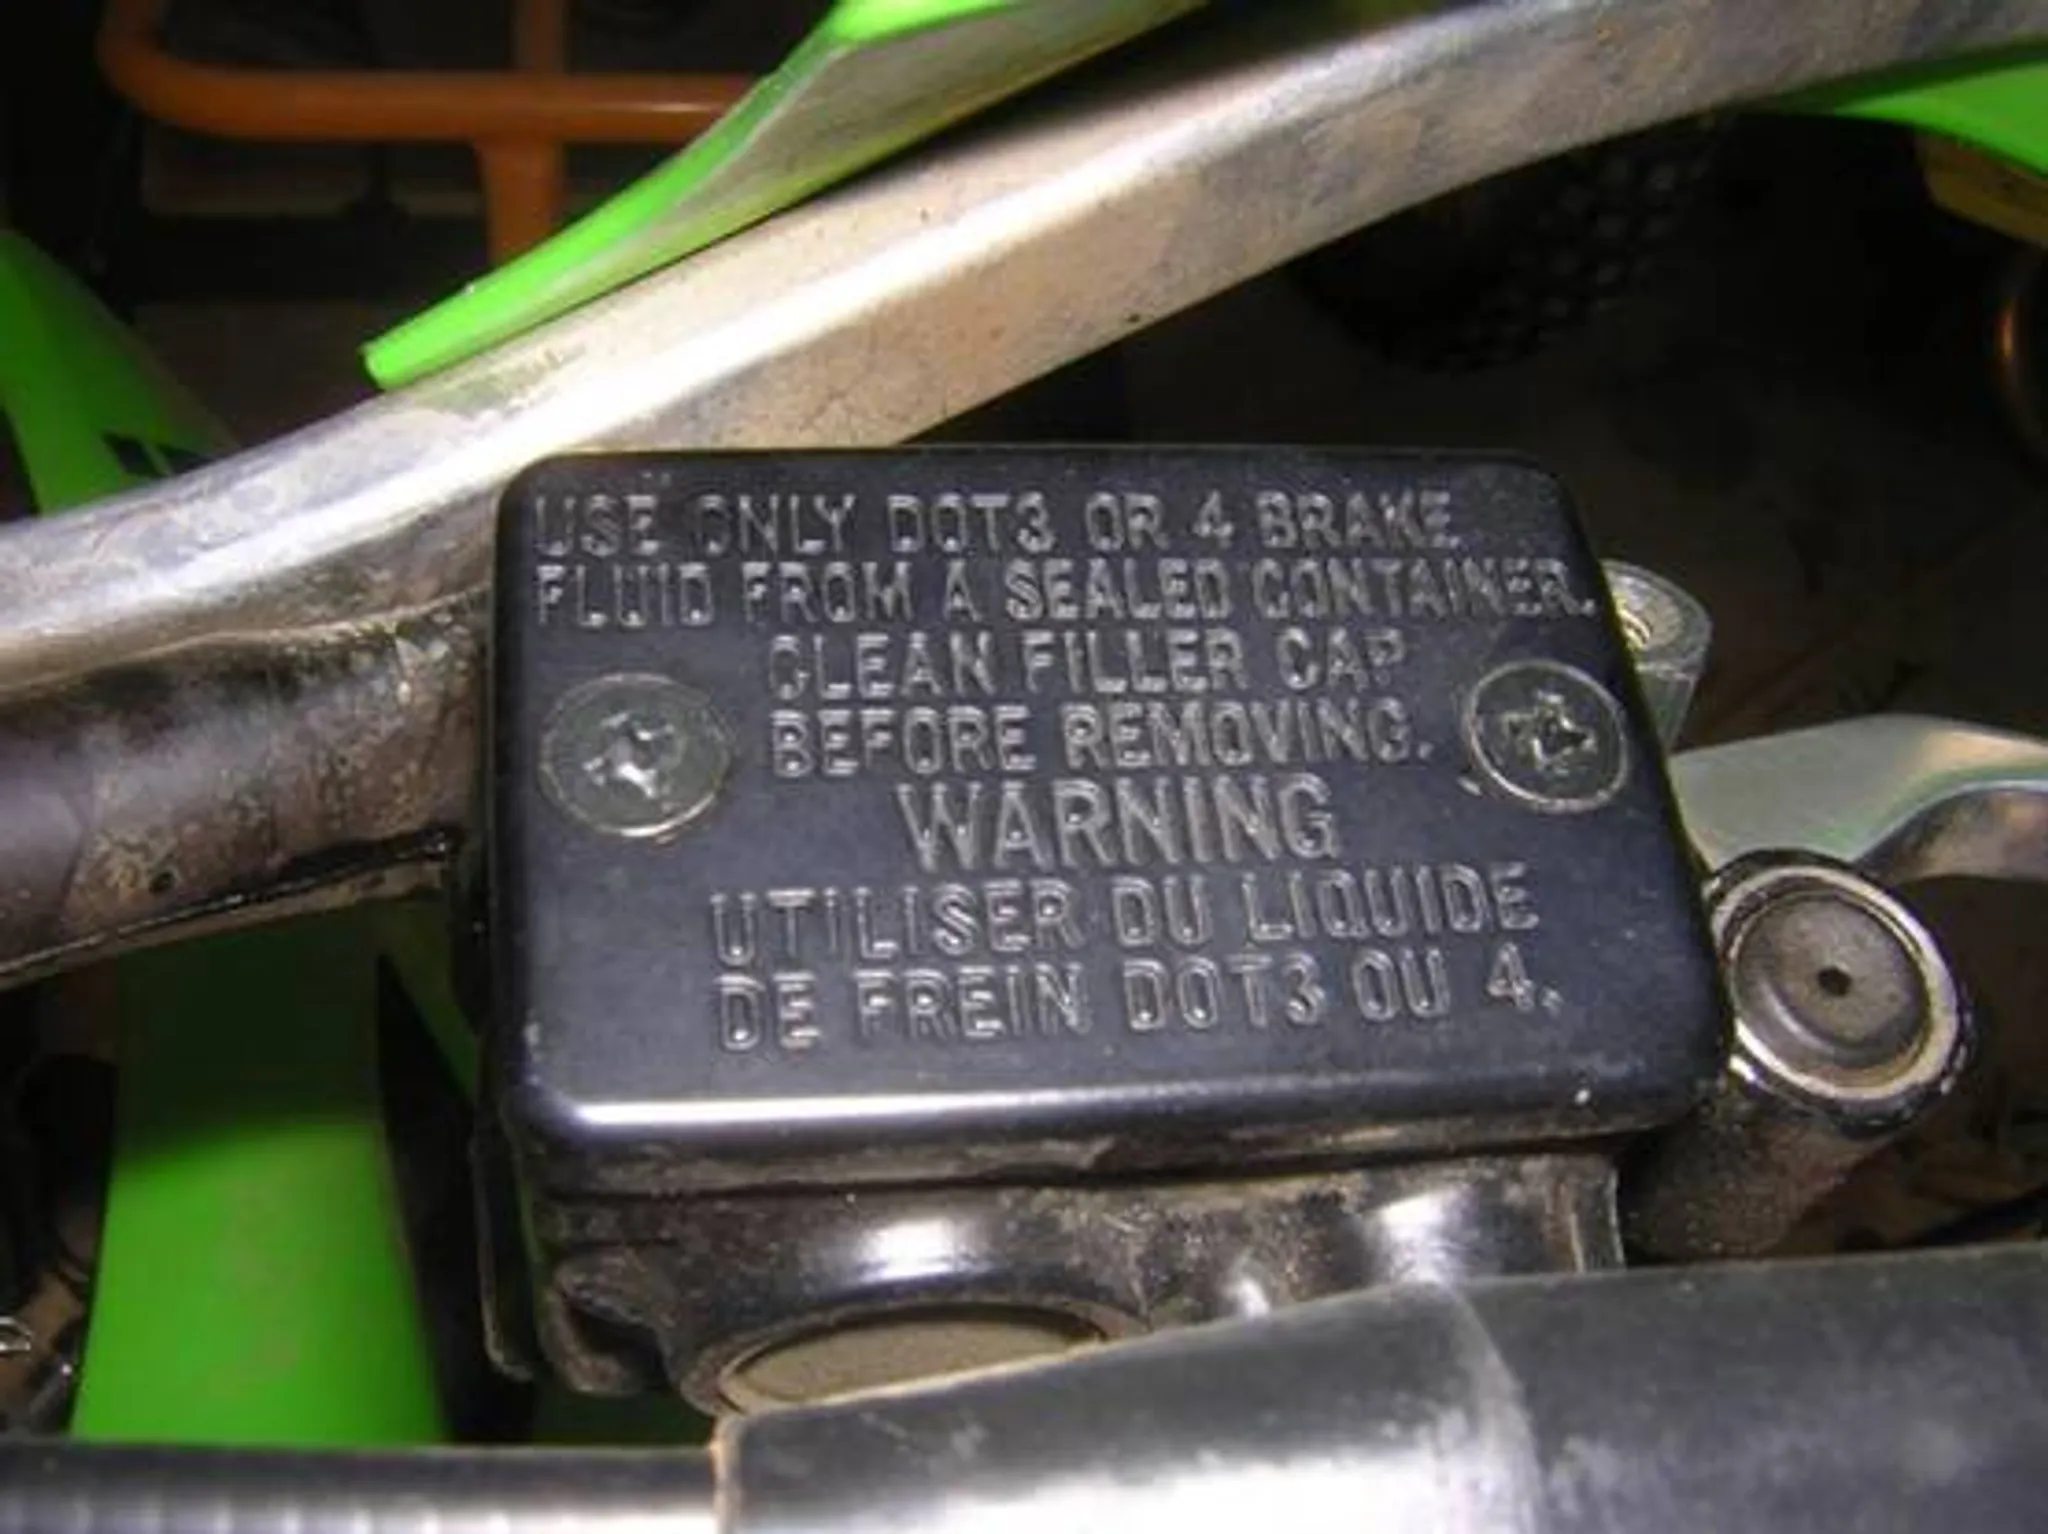 USE ONLY DOT3 OR 4 BRAKE
FLUID FROM A SEALED CONTAINER.
CLEAN FILLER CAP
BEFORE REMOVING.
WARNING
UTILISER DU LIQUIDE
DE FREIN DOT3 OU 4.